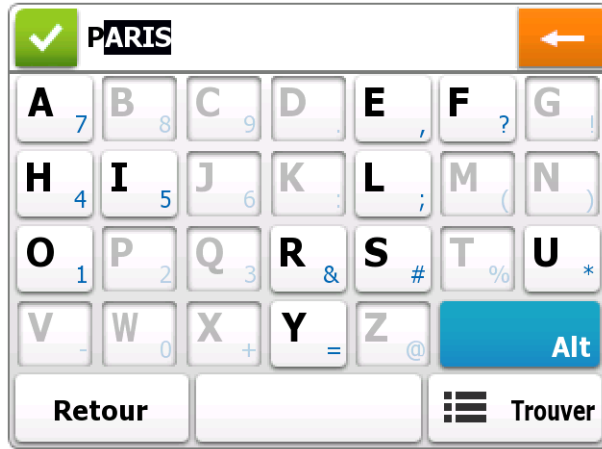 PARIS
A 7 B 8 C 9 D . E , F ? G !
H 4 I 5 J 6 K : L ; M ( N )
O 1 P 2 Q 3 R & S # T % U *
V - W 0 X + Y = Z @ Alt
Retour Trouver